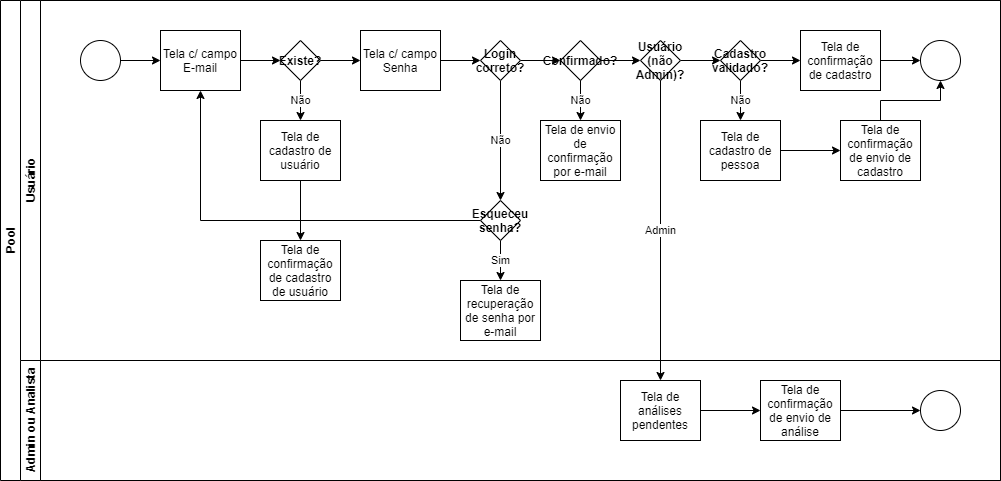 Pool
Usuário
Tela c/ campo
E-mail
Existe?
Tela c/ campo
Senha
Login
correto?
Confirmado?
Usuário
(não
Admin)?
Cadastro
validado?
Tela de
confirmação
de cadastro
Não
Não
Não
Não
Tela de
cadastro de
usuário
Tela de envio
de
confirmação
por e-mail
Tela de
cadastro de
pessoa
Tela de
confirmação
de envio de
cadastro
Esqueceu
senha?
Admin
Tela de
confirmação
de cadastro
de usuário
Sim
Tela de
recuperação
de senha por
e-mail
Admin ou Analista
Tela de
análises
pendentes
Tela de
confirmação
de envio de
análise